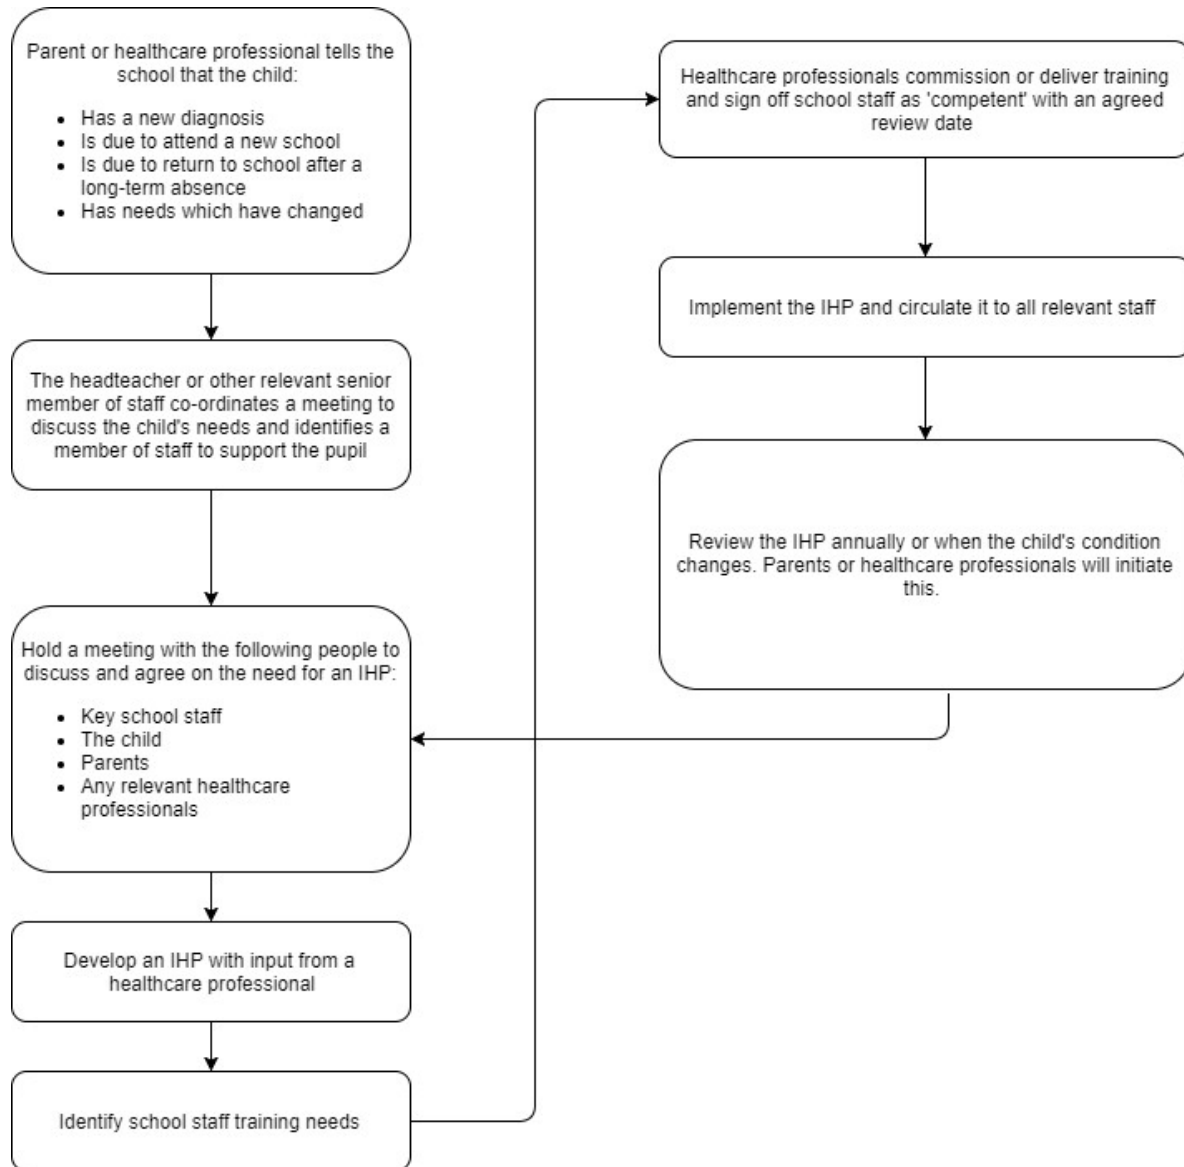 Parent or healthcare professional tells the
school that the child:
• Has a new diagnosis
• Is due to attend a new school
• Is due to return to school after a
long-term absence
• Has needs which have changed
The headteacher or other relevant senior
member of staff co-ordinates a meeting to
discuss the child's needs and identifies a
member of staff to support the pupil
Hold a meeting with the following people to
discuss and agree on the need for an IHP:
• Key school staff
• The child
• Parents
• Any relevant healthcare
professionals
Develop an IHP with input from a
healthcare professional
Identify school staff training needs
Healthcare professionals commission or deliver training
and sign off school staff as 'competent' with an agreed
review date
Implement the IHP and circulate it to all relevant staff
Review the IHP annually or when the child's condition
changes. Parents or healthcare professionals will initiate
this.